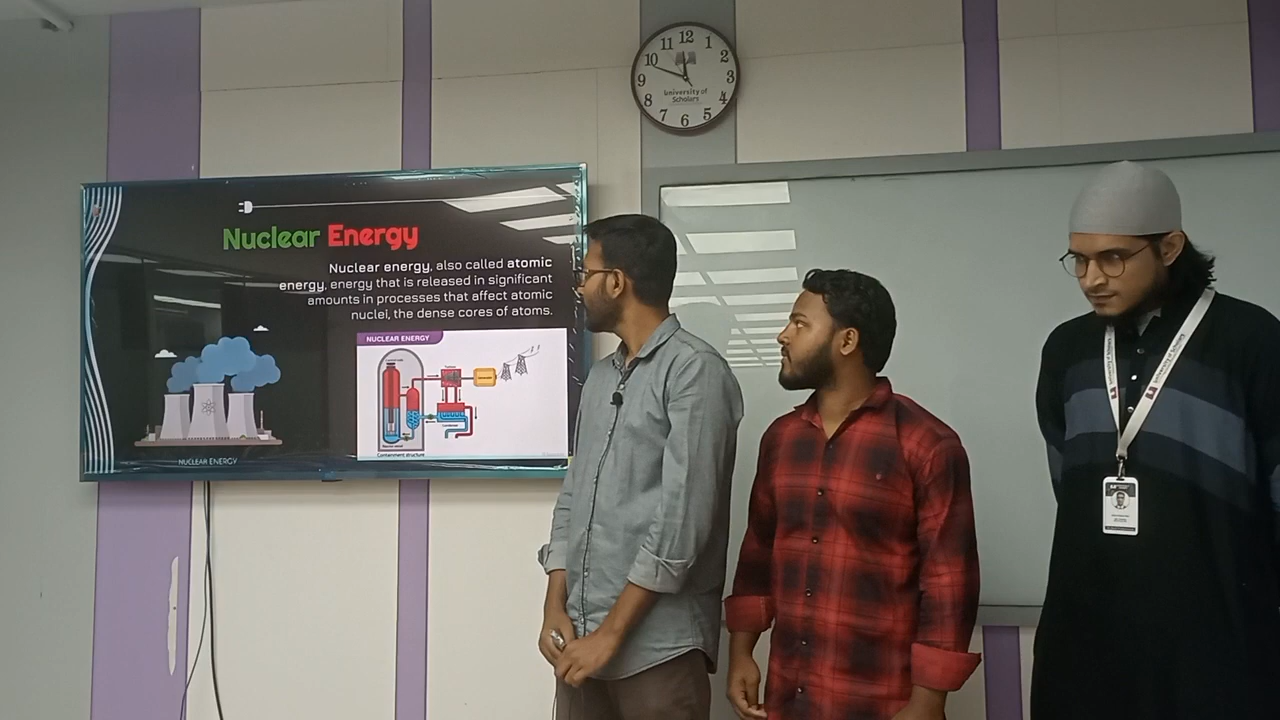 12
1
2
3
4
5
6
7
8
9
10
11
University of
Scholars
Nuclear Energy
Nuclear energy, also called atomic
energy, energy that is released in significant
amounts in processes that affect atomic
nuclei, the dense cores of atoms.
NUCLEAR ENERGY
Containment structure
NUCLEAR ENERGY